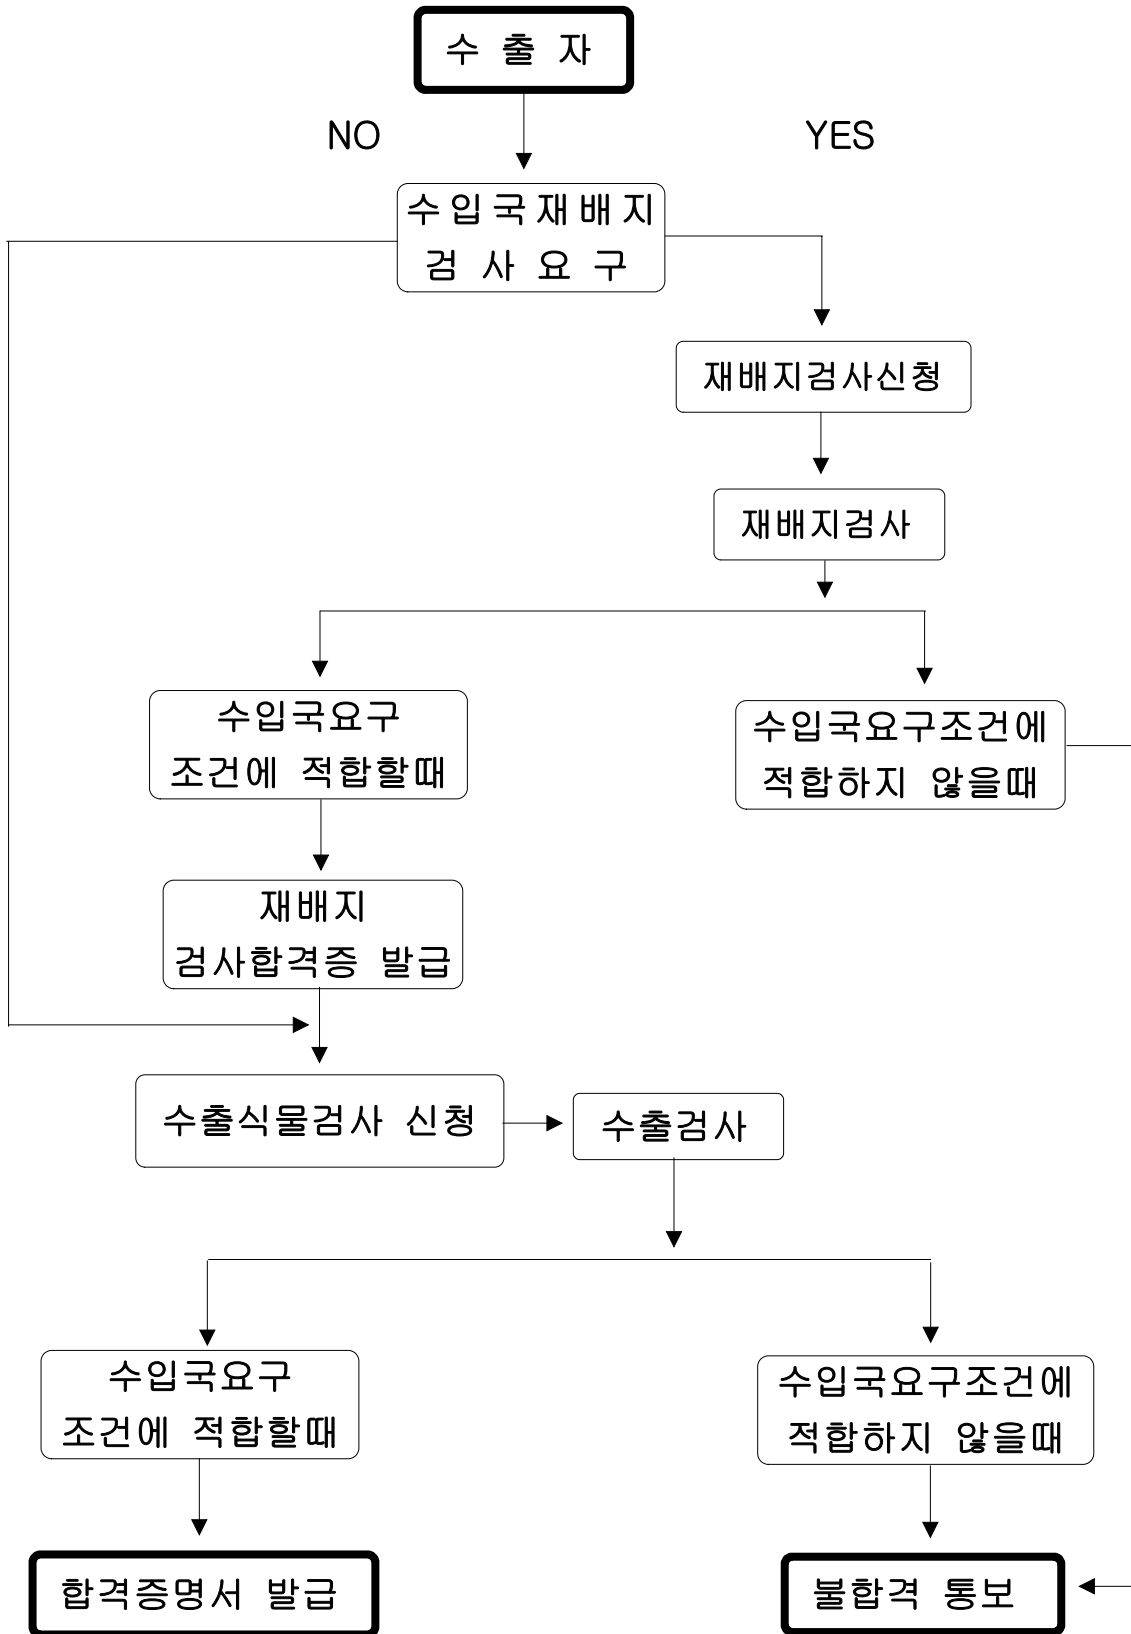 수 출 자
NO
YES
수입국재배지
검 사 요 구
재배지검사신청
재배지검사
수입국요구
조건에 적합할때
수입국요구조건에
적합하지 않을때
재배지
검사합격증 발급
수출식물검사 신청
수출검사
수입국요구
조건에 적합할때
수입국요구조건에
적합하지 않을때
합격증명서 발급
불합격 통보